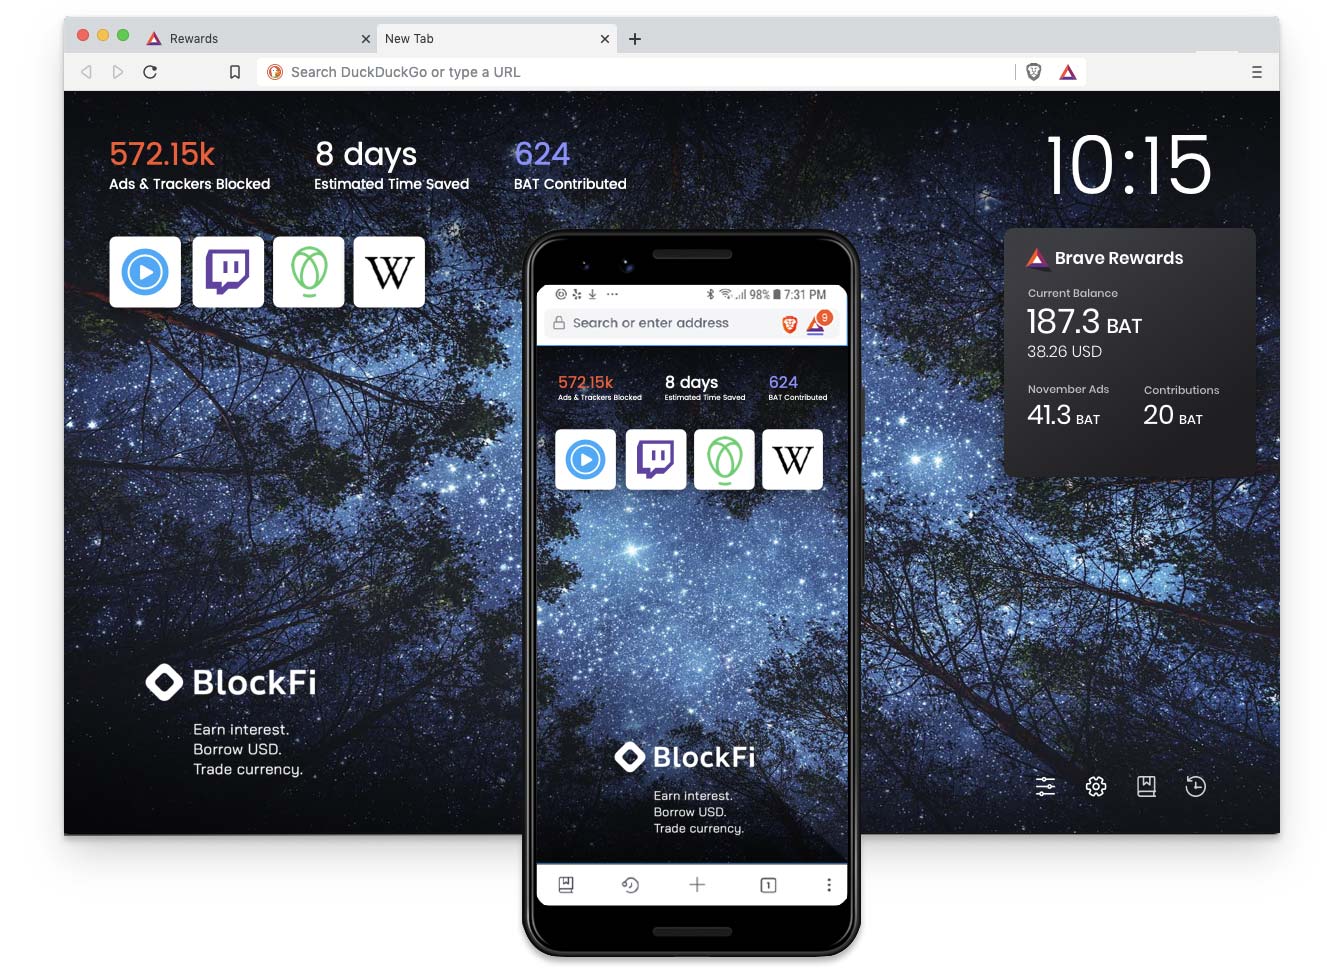 Rewards
New Tab
Search DuckDuckGo or type a URL
572.15k
Ads & Trackers Blocked
8 days
Estimated Time Saved
624
BAT Contributed
10:15
W
Brave Rewards
Current Balance
187.3 BAT
38.26 USD
November Ads
41.3 BAT
Contributions
20 BAT
BlockFi
Earn interest.
Borrow USD.
Trade currency.
98% 7:31 PM
Search or enter address
9
572.15k
Ads & Trackers Blocked
8 days
Estimated Time Saved
624
BAT Contributed
W
BlockFi
Earn interest.
Borrow USD.
Trade currency.
1